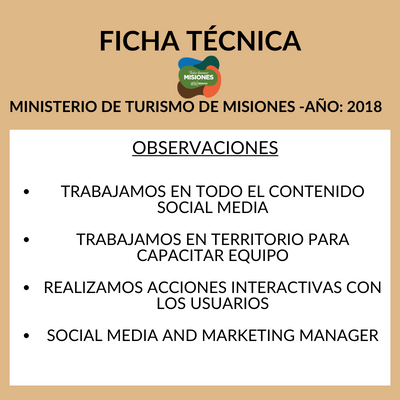 FICHA TÉCNICA
MISIONES
MINISTERIO DE TURISMO DE MISIONES -AÑO: 2018
OBSERVACIONES
• TRABAJAMOS EN TODO EL CONTENIDO
SOCIAL MEDIA
• TRABAJAMOS EN TERRITORIO PARA
CAPACITAR EQUIPO
• REALIZAMOS ACCIONES INTERACTIVAS CON
LOS USUARIOS
• SOCIAL MEDIA AND MARKETING MANAGER